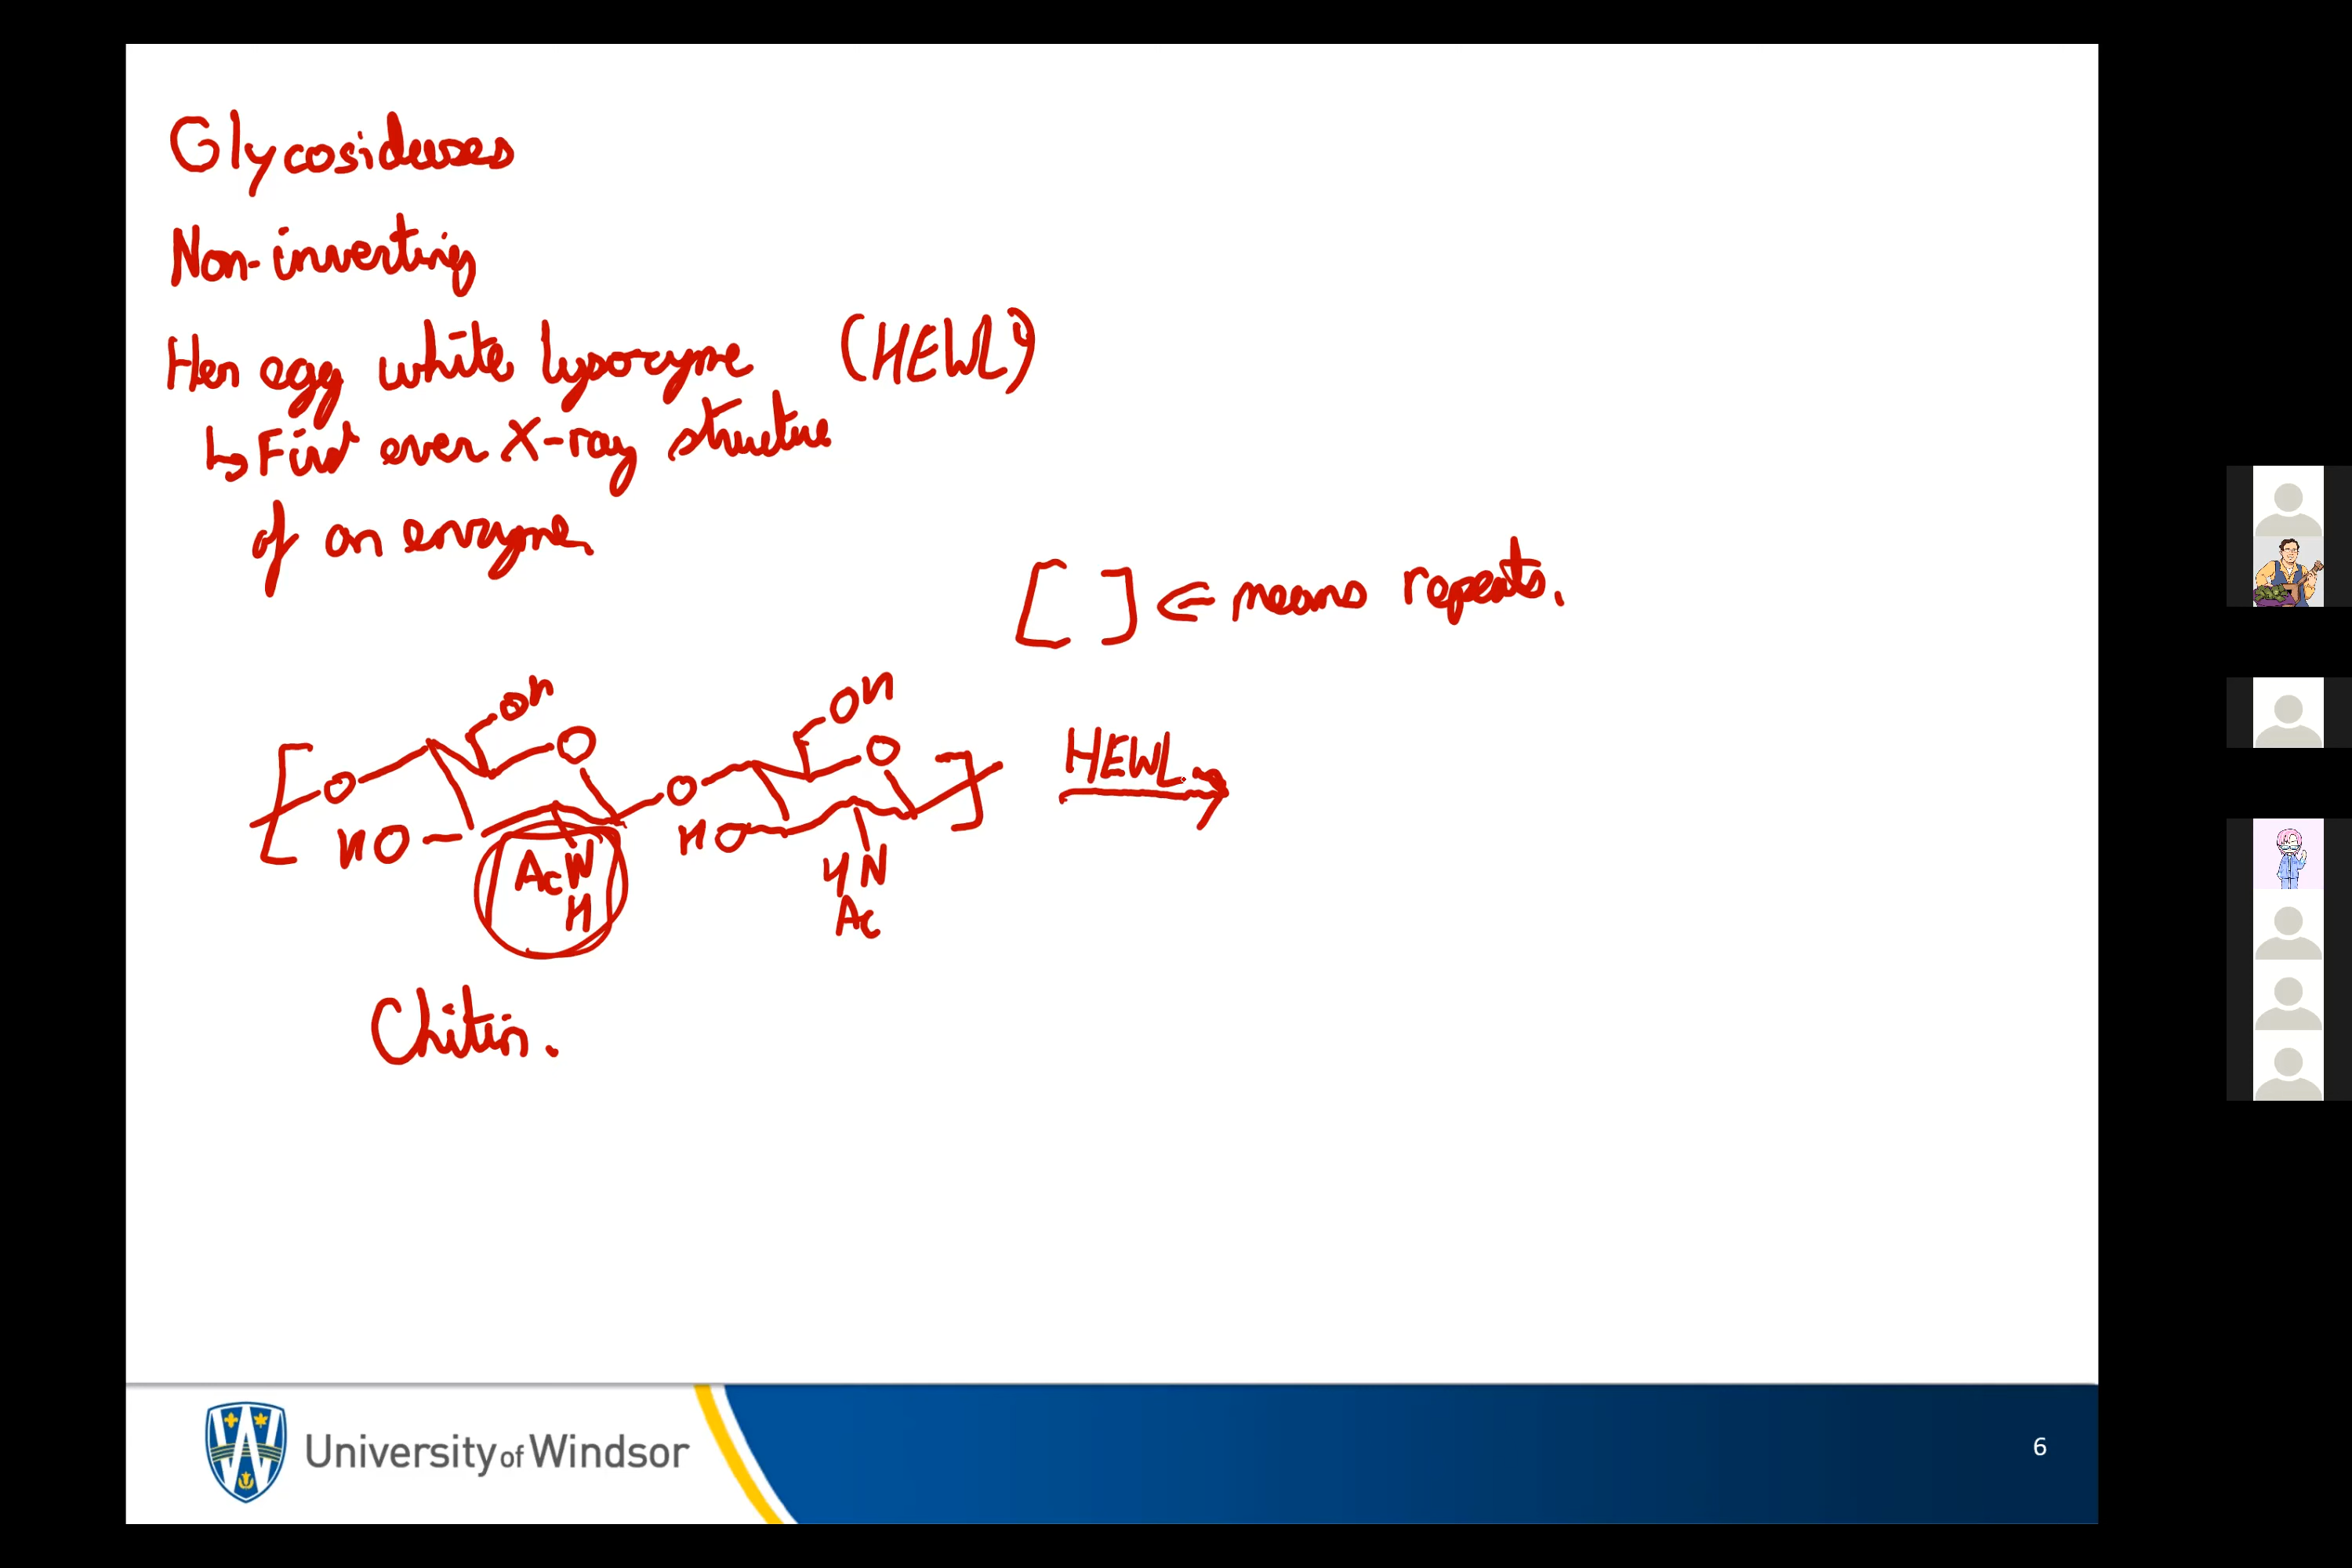 Glycosidases
Non-inverting
Hen egg white lysozyme (HEWL)
↳ First ever X-ray structure
of an enzyme
[ ] ⇐ means repeats.
OH
OH
O
O
O
O
HO
HO
HEWL
AcN
H
HN
Ac
Chitin.
University of Windsor
6